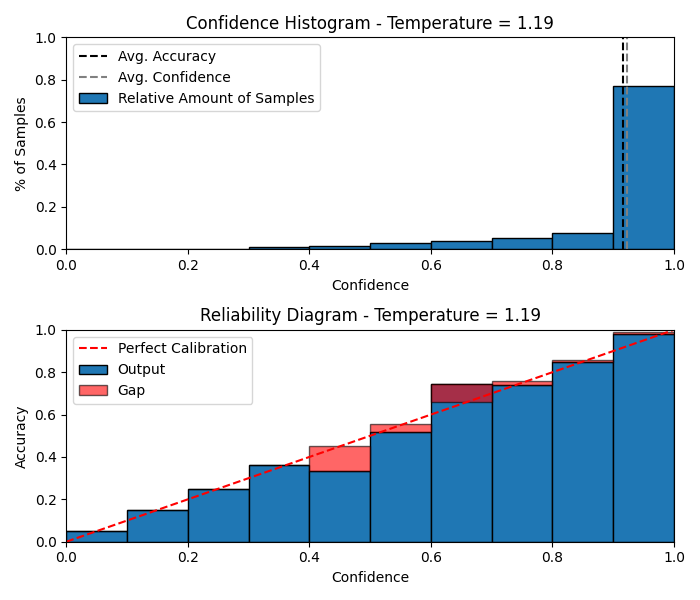 Confidence Histogram - Temperature = 1.19
1.0
0.8
0.6
0.4
0.2
0.0
% of Samples
Avg. Accuracy
Avg. Confidence
Relative Amount of Samples
0.0 0.2 0.4 0.6 0.8 1.0
Confidence
Reliability Diagram - Temperature = 1.19
1.0
0.8
0.6
0.4
0.2
0.0
Accuracy
Perfect Calibration
Output
Gap
0.0 0.2 0.4 0.6 0.8 1.0
Confidence